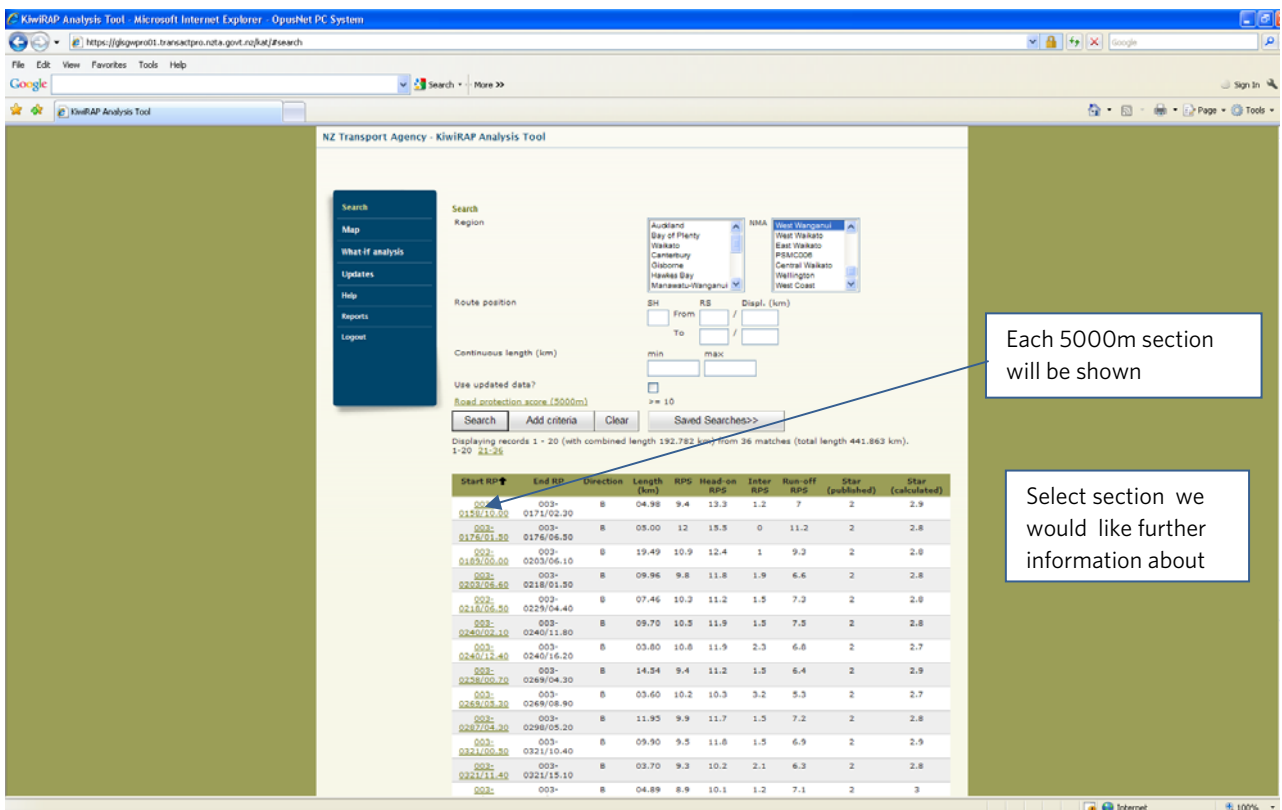 KiwiRAP Analysis Tool - Microsoft Internet Explorer - OpusNet PC System
https://gisgwpro01.transactpro.nzta.govt.nz/kat/#search
Google
File Edit View Favorites Tools Help
Google Search More >> Sign In
KiwiRAP Analysis Tool Page Tools
NZ Transport Agency - KiwiRAP Analysis Tool
Search
Map
What-if analysis
Updates
Help
Reports
Logout
Search
Region
Auckland
Bay of Plenty
Waikato
Canterbury
Gisborne
Hawkes Bay
Manawatu-Wanganui
NMA
West Wanganui
West Waikato
East Waikato
PSMC006
Central Waikato
Wellington
West Coast
Route position SH RS Displ. (km)
From /
To /
Continuous length (km) min max
Use updated data?
Road protection score (5000m) >= 10
Search Add criteria Clear Saved Searches>>
Displaying records 1 - 20 (with combined length 192.782 km) from 36 matches (total length 441.863 km).
1-20 21-36
Start RP End RP Direction Length (km) RPS Head-on RPS Inter RPS Run-off RPS Star (published) Star (calculated)
003-0158/10.00 003-0171/02.30 B 04.98 9.4 13.3 1.2 7 2 2.9
003-0176/01.50 003-0176/06.50 B 05.00 12 15.5 0 11.2 2 2.8
003-0189/00.00 003-0203/06.10 B 19.49 10.9 12.4 1 9.3 2 2.8
003-0203/06.60 003-0218/01.50 B 09.96 9.8 11.8 1.9 6.6 2 2.8
003-0218/06.50 003-0229/04.40 B 07.46 10.3 11.2 1.5 7.3 2 2.8
003-0240/02.10 003-0240/11.80 B 09.70 10.5 11.9 1.5 7.5 2 2.8
003-0240/12.40 003-0240/16.20 B 03.80 10.8 11.9 2.3 6.8 2 2.7
003-0258/00.70 003-0269/04.30 B 14.54 9.4 11.2 1.5 6.4 2 2.9
003-0269/05.30 003-0269/08.90 B 03.60 10.2 10.3 3.2 5.3 2 2.7
003-0287/04.20 003-0298/05.20 B 11.95 9.9 11.7 1.5 7.2 2 2.8
003-0321/00.50 003-0321/10.40 B 09.90 9.5 11.8 1.5 6.9 2 2.9
003-0321/11.40 003-0321/15.10 B 03.70 9.3 10.2 2.1 6.3 2 2.8
003- 003- B 04.89 8.9 10.1 1.2 7.1 2 3
Each 5000m section
will be shown
Select section we
would like further
information about
Internet 100%